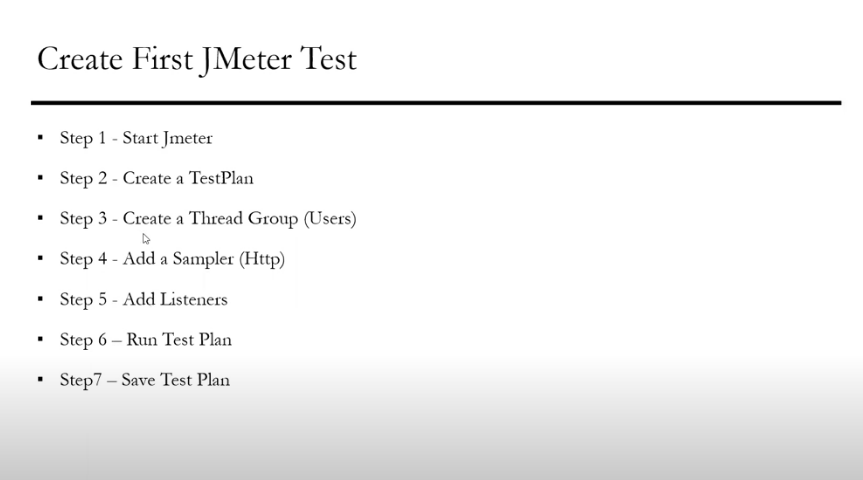 Create First JMeter Test
▪ Step 1 - Start Jmeter
▪ Step 2 - Create a TestPlan
▪ Step 3 - Create a Thread Group (Users)
▪ Step 4 - Add a Sampler (Http)
▪ Step 5 - Add Listeners
▪ Step 6 – Run Test Plan
▪ Step7 – Save Test Plan